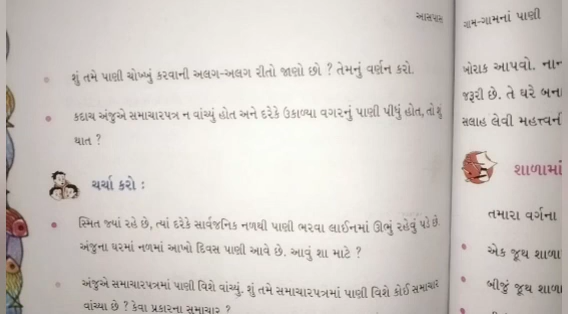 આસપાસ
શું તમે પાણી ચોખ્ખું કરવાની અલગ-અલગ રીતો જાણો છો ? તેમનું વર્ણન કરો.
કદાચ અંજુએ સમાચારપત્ર ન વાંચ્યું હોત અને દરેકે ઉકાળ્યા વગરનું પાણી પીધું હોત, તો શું
થાત ?
ચર્ચા કરો :
સ્મિત જ્યાં રહે છે, ત્યાં દરેકે સાર્વજનિક નળથી પાણી ભરવા લાઈનમાં ઊભું રહેવું પડે છે.
અંજુના ઘરમાં નળમાં આખો દિવસ પાણી આવે છે. આવું શા માટે ?
અંજુએ સમાચારપત્રમાં પાણી વિશે વાંચ્યું. શું તમે સમાચારપત્રમાં પાણી વિશે કોઈ સમાચાર
વાંચ્યા છે ? કેવા પ્રકારના સમાચાર ?
ગામ-ગામનાં પાણી
ખોરાક આપવો. નાન
જરૂરી છે. તે ઘરે બના
સલાહ લેવી મહત્ત્વની
શાળામાં
તમારા વર્ગના
એક જૂથ શાળા
બીજું જૂથ શાળા